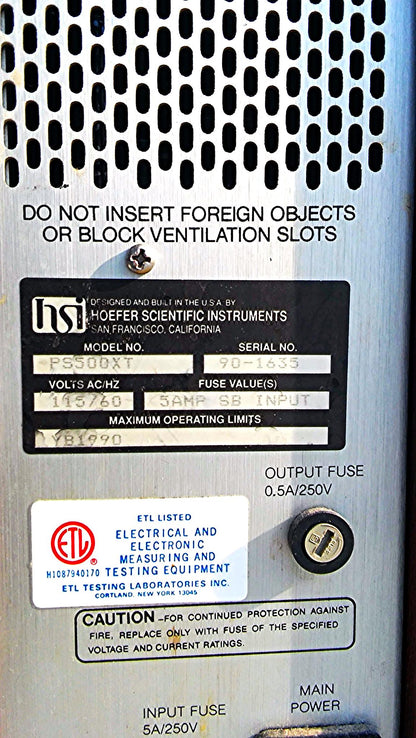 DO NOT INSERT FOREIGN OBJECTS
OR BLOCK VENTILATION SLOTS
hsi
DESIGNED AND BUILT IN THE U.S.A. BY
HOEFER SCIENTIFIC INSTRUMENTS
SAN FRANCISCO, CALIFORNIA
MODEL NO. SERIAL NO.
PS500XT 90-1635
VOLTS AC/HZ FUSE VALUE(S)
115/60 5AMP SB INPUT
MAXIMUM OPERATING LIMITS
YB1990
OUTPUT FUSE
0.5A/250V
ETL LISTED
ELECTRICAL AND
ELECTRONIC
MEASURING AND
TESTING EQUIPMENT
ETL®
H1087940170
ETL TESTING LABORATORIES INC.
CORTLAND, NEW YORK 13045
CAUTION –FOR CONTINUED PROTECTION AGAINST
FIRE, REPLACE ONLY WITH FUSE OF THE SPECIFIED
VOLTAGE AND CURRENT RATINGS.
MAIN
POWER
INPUT FUSE
5A/250V